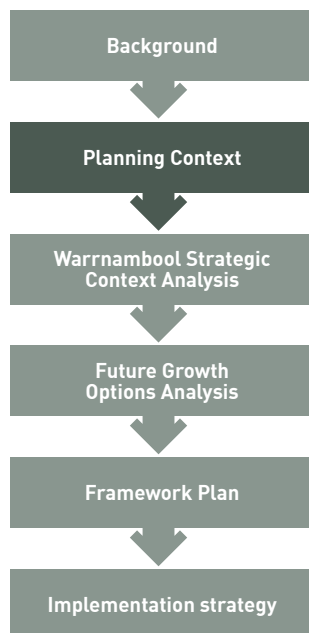 Background
Planning Context
Warrnambool Strategic
Context Analysis
Future Growth
Options Analysis
Framework Plan
Implementation strategy